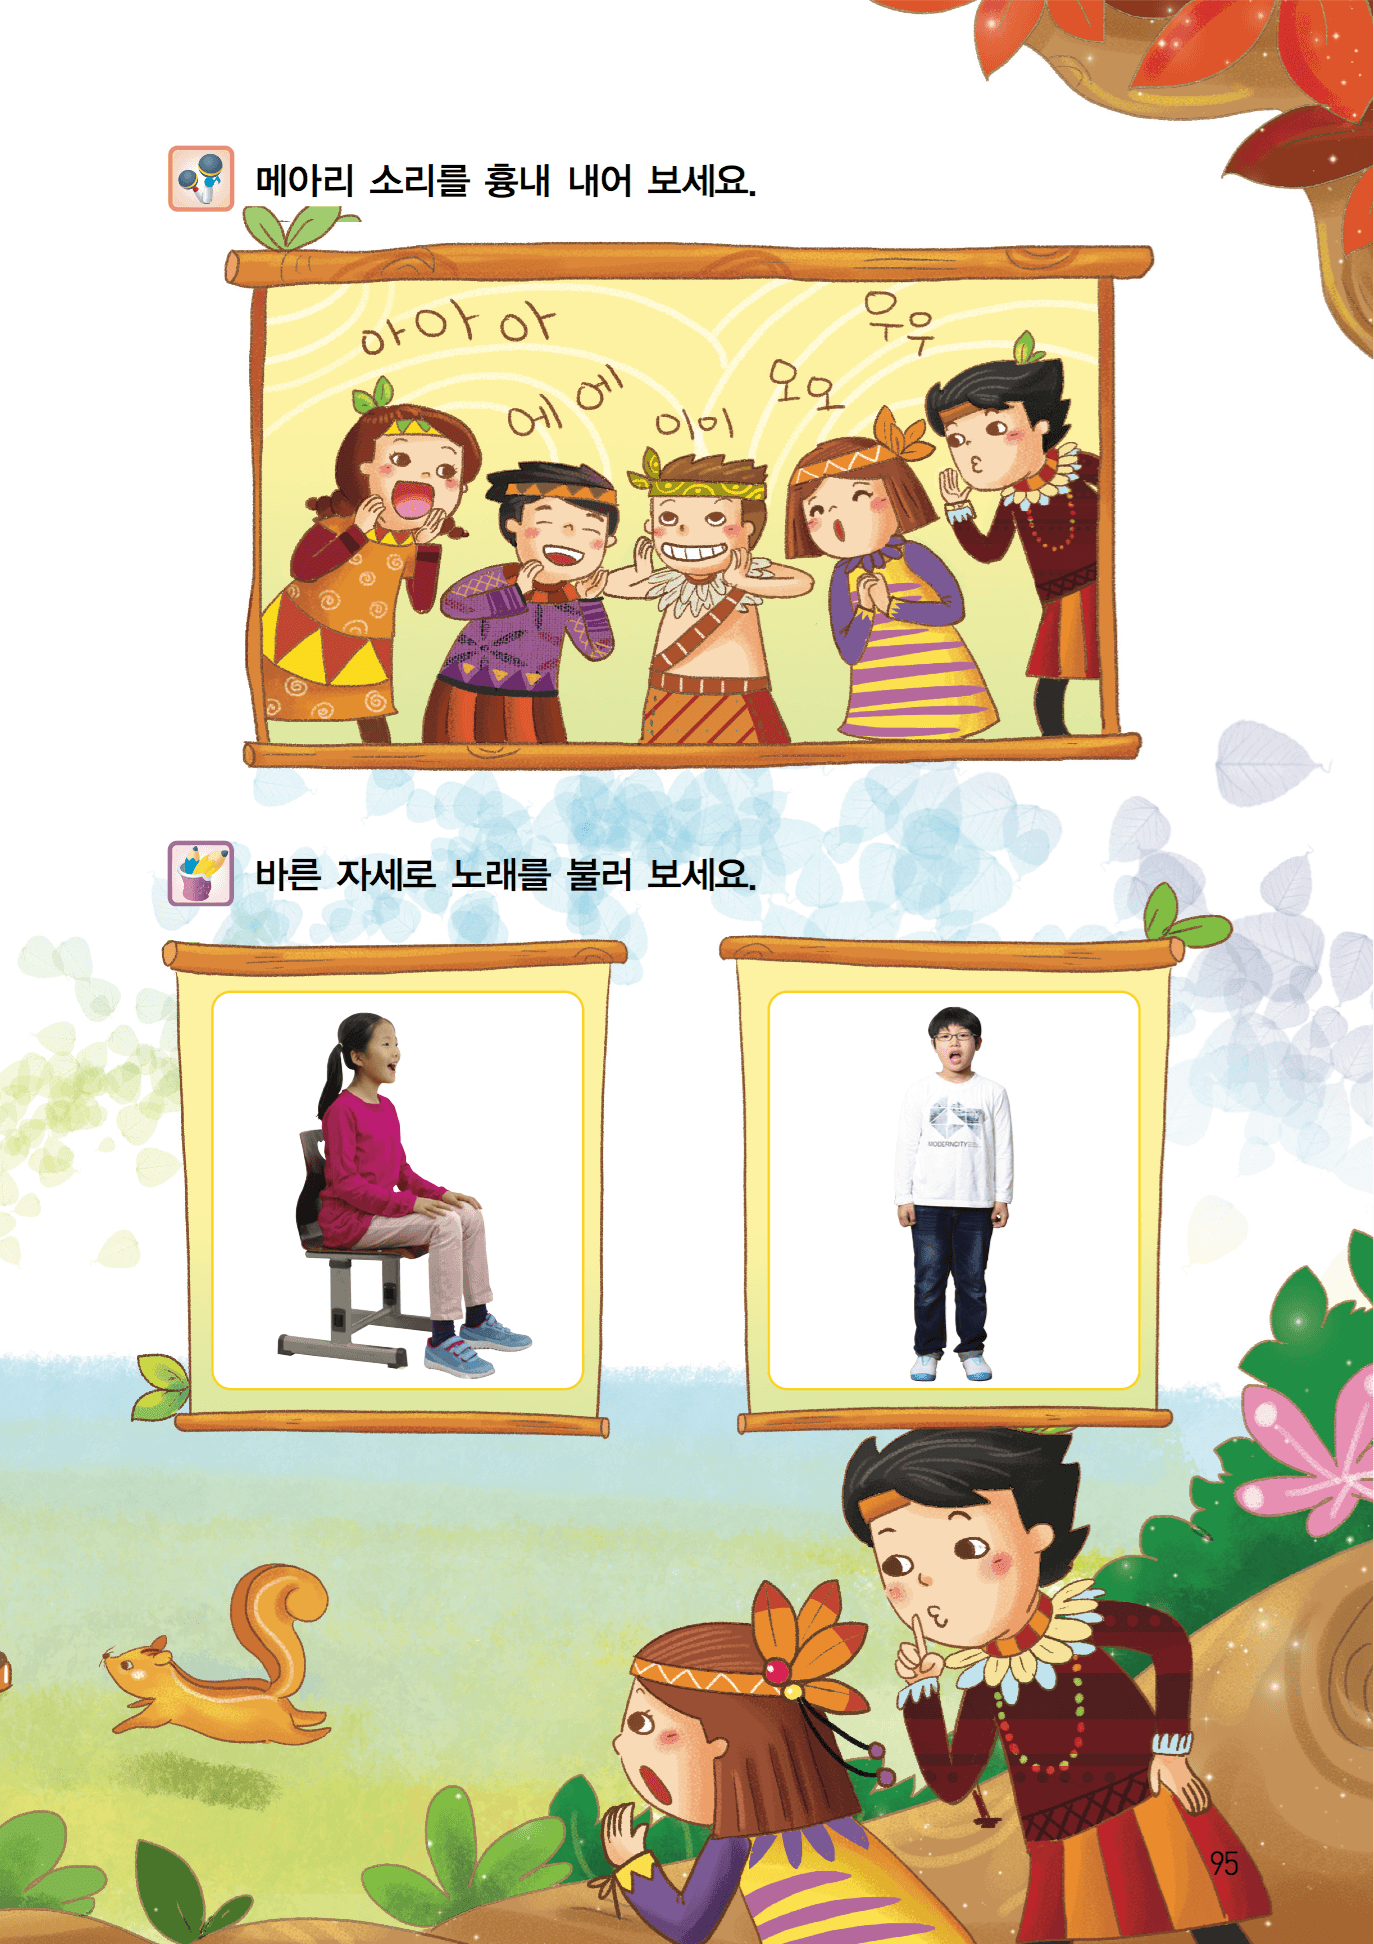 메아리 소리를 흉내 내어 보세요.
아아아
우우
에에
이이
오오
바른 자세로 노래를 불러 보세요.
MODERNCITY
95